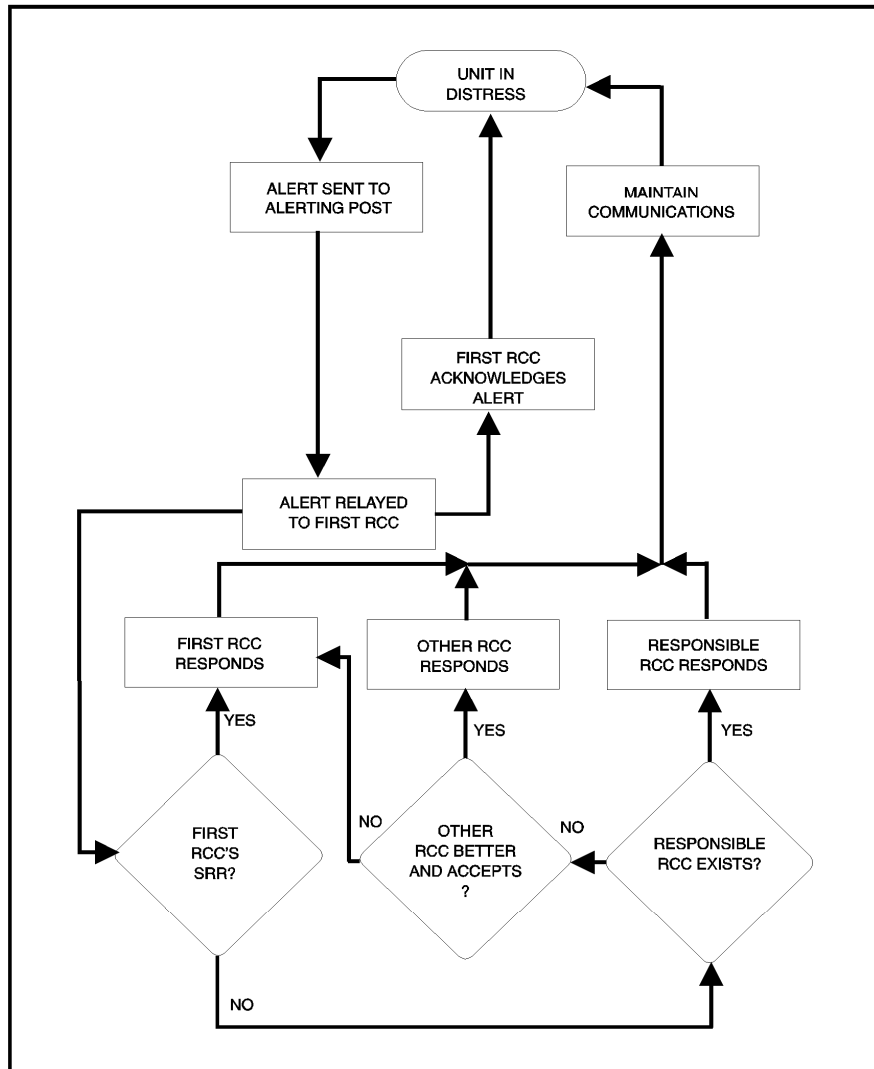 UNIT IN
DISTRESS
ALERT SENT TO
ALERTING POST
MAINTAIN
COMMUNICATIONS
FIRST RCC
ACKNOWLEDGES
ALERT
ALERT RELAYED
TO FIRST RCC
FIRST RCC
RESPONDS
OTHER RCC
RESPONDS
RESPONSIBLE
RCC RESPONDS
YES
YES
YES
FIRST
RCC'S
SRR?
NO
OTHER
RCC BETTER
AND ACCEPTS
?
NO
RESPONSIBLE
RCC EXISTS?
NO